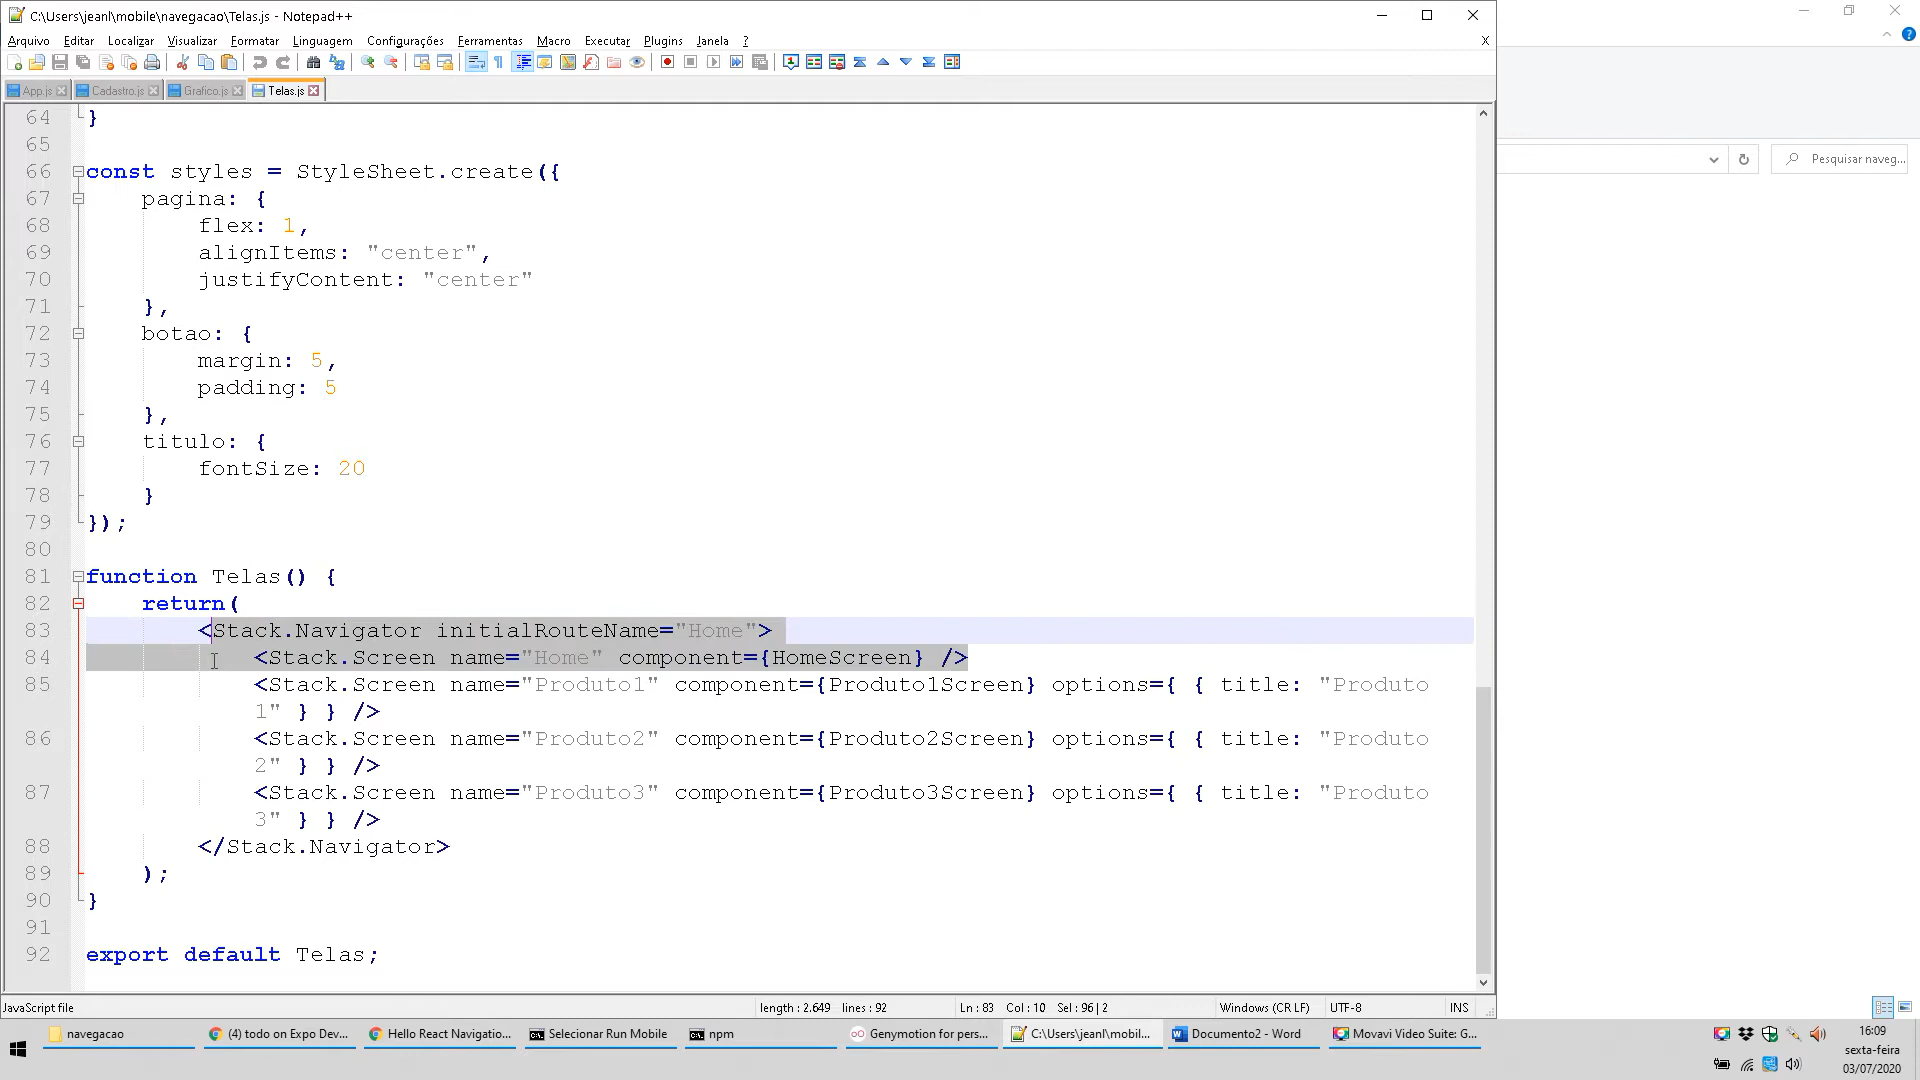 C:\Users\jeanl\mobile\navegacao\Telas.js - Notepad++
Arquivo Editar Localizar Visualizar Formatar Linguagem Configurações Ferramentas Macro Executar Plugins Janela ? X
App.js Cadastro.js Grafico.js Telas.js
Pesquisar naveg...
64 }
65
66 const styles = StyleSheet.create({
67 pagina: {
68 flex: 1,
69 alignItems: "center",
70 justifyContent: "center"
71 },
72 botao: {
73 margin: 5,
74 padding: 5
75 },
76 titulo: {
77 fontSize: 20
78 }
79 });
80
81 function Telas() {
82 return(
83 <Stack.Navigator initialRouteName="Home">
84 <Stack.Screen name="Home" component={HomeScreen} />
85 <Stack.Screen name="Produto1" component={Produto1Screen} options={ { title: "Produto
1" } } />
86 <Stack.Screen name="Produto2" component={Produto2Screen} options={ { title: "Produto
2" } } />
87 <Stack.Screen name="Produto3" component={Produto3Screen} options={ { title: "Produto
3" } } />
88 </Stack.Navigator>
89 );
90 }
91
92 export default Telas;
JavaScript file length : 2.649 lines : 92 Ln : 83 Col : 10 Sel : 96 | 2 Windows (CR LF) UTF-8 INS
navegacao (4) todo on Expo Dev... Hello React Navigatio... Selecionar Run Mobile npm Genymotion for pers... C:\Users\jeanl\mobil... Documento2 - Word Movavi Video Suite: G...
16:09
sexta-feira
03/07/2020